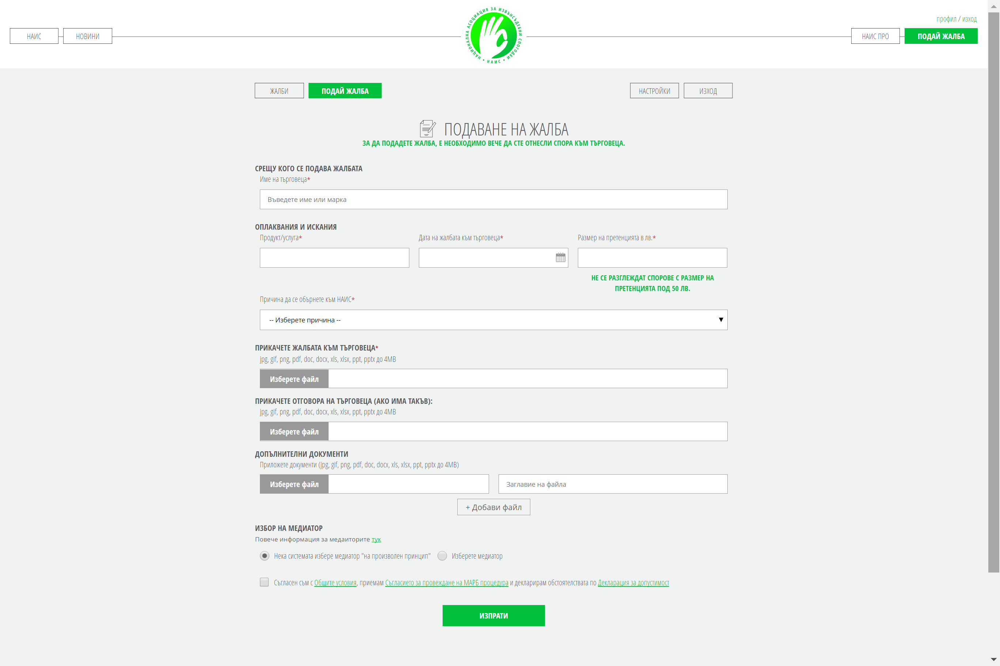 НАИС
НОВИНИ
НАЦИОНАЛНА АСОЦИАЦИЯ ЗА ИЗВЪНСЪДЕБНИ СПОГОДБИ • НАИС •
профил / изход
НАИС ПРО
ПОДАЙ ЖАЛБА
ЖАЛБИ
ПОДАЙ ЖАЛБА
НАСТРОЙКИ
ИЗХОД
ПОДАВАНЕ НА ЖАЛБА
ЗА ДА ПОДАДЕТЕ ЖАЛБА, Е НЕОБХОДИМО ВЕЧЕ ДА СТЕ ОТНЕСЛИ СПОРА КЪМ ТЪРГОВЕЦА.
СРЕЩУ КОГО СЕ ПОДАВА ЖАЛБАТА
Име на търговеца*
Въведете име или марка
ОПЛАКВАНИЯ И ИСКАНИЯ
Продукт/услуга*
Дата на жалбата към търговеца*
Размер на претенцията в лв.*
НЕ СЕ РАЗГЛЕЖДАТ СПОРОВЕ С РАЗМЕР НА
ПРЕТЕНЦИЯТА ПОД 50 ЛВ.
Причина да се обърнете към НАИС*
-- Изберете причина --
ПРИКАЧЕТЕ ЖАЛБАТА КЪМ ТЪРГОВЕЦА*
jpg, gif, png, pdf, doc, docx, xls, xlsx, ppt, pptx до 4MB
Изберете файл
ПРИКАЧЕТЕ ОТГОВОРА НА ТЪРГОВЕЦА (АКО ИМА ТАКЪВ):
jpg, gif, png, pdf, doc, docx, xls, xlsx, ppt, pptx до 4MB
Изберете файл
ДОПЪЛНИТЕЛНИ ДОКУМЕНТИ
Приложете документи (jpg, gif, png, pdf, doc, docx, xls, xlsx, ppt, pptx до 4MB)
Изберете файл
Заглавие на файла
+ Добави файл
ИЗБОР НА МЕДИАТОР
Повече информация за медаиторите тук
Нека системата избере медиатор "на произволен принцип"
Изберете медиатор
Съгласен съм с Общите условия, приемам Съгласието за провеждане на МАРБ процедура и декларирам обстоятелствата по Декларация за допустимост
ИЗПРАТИ